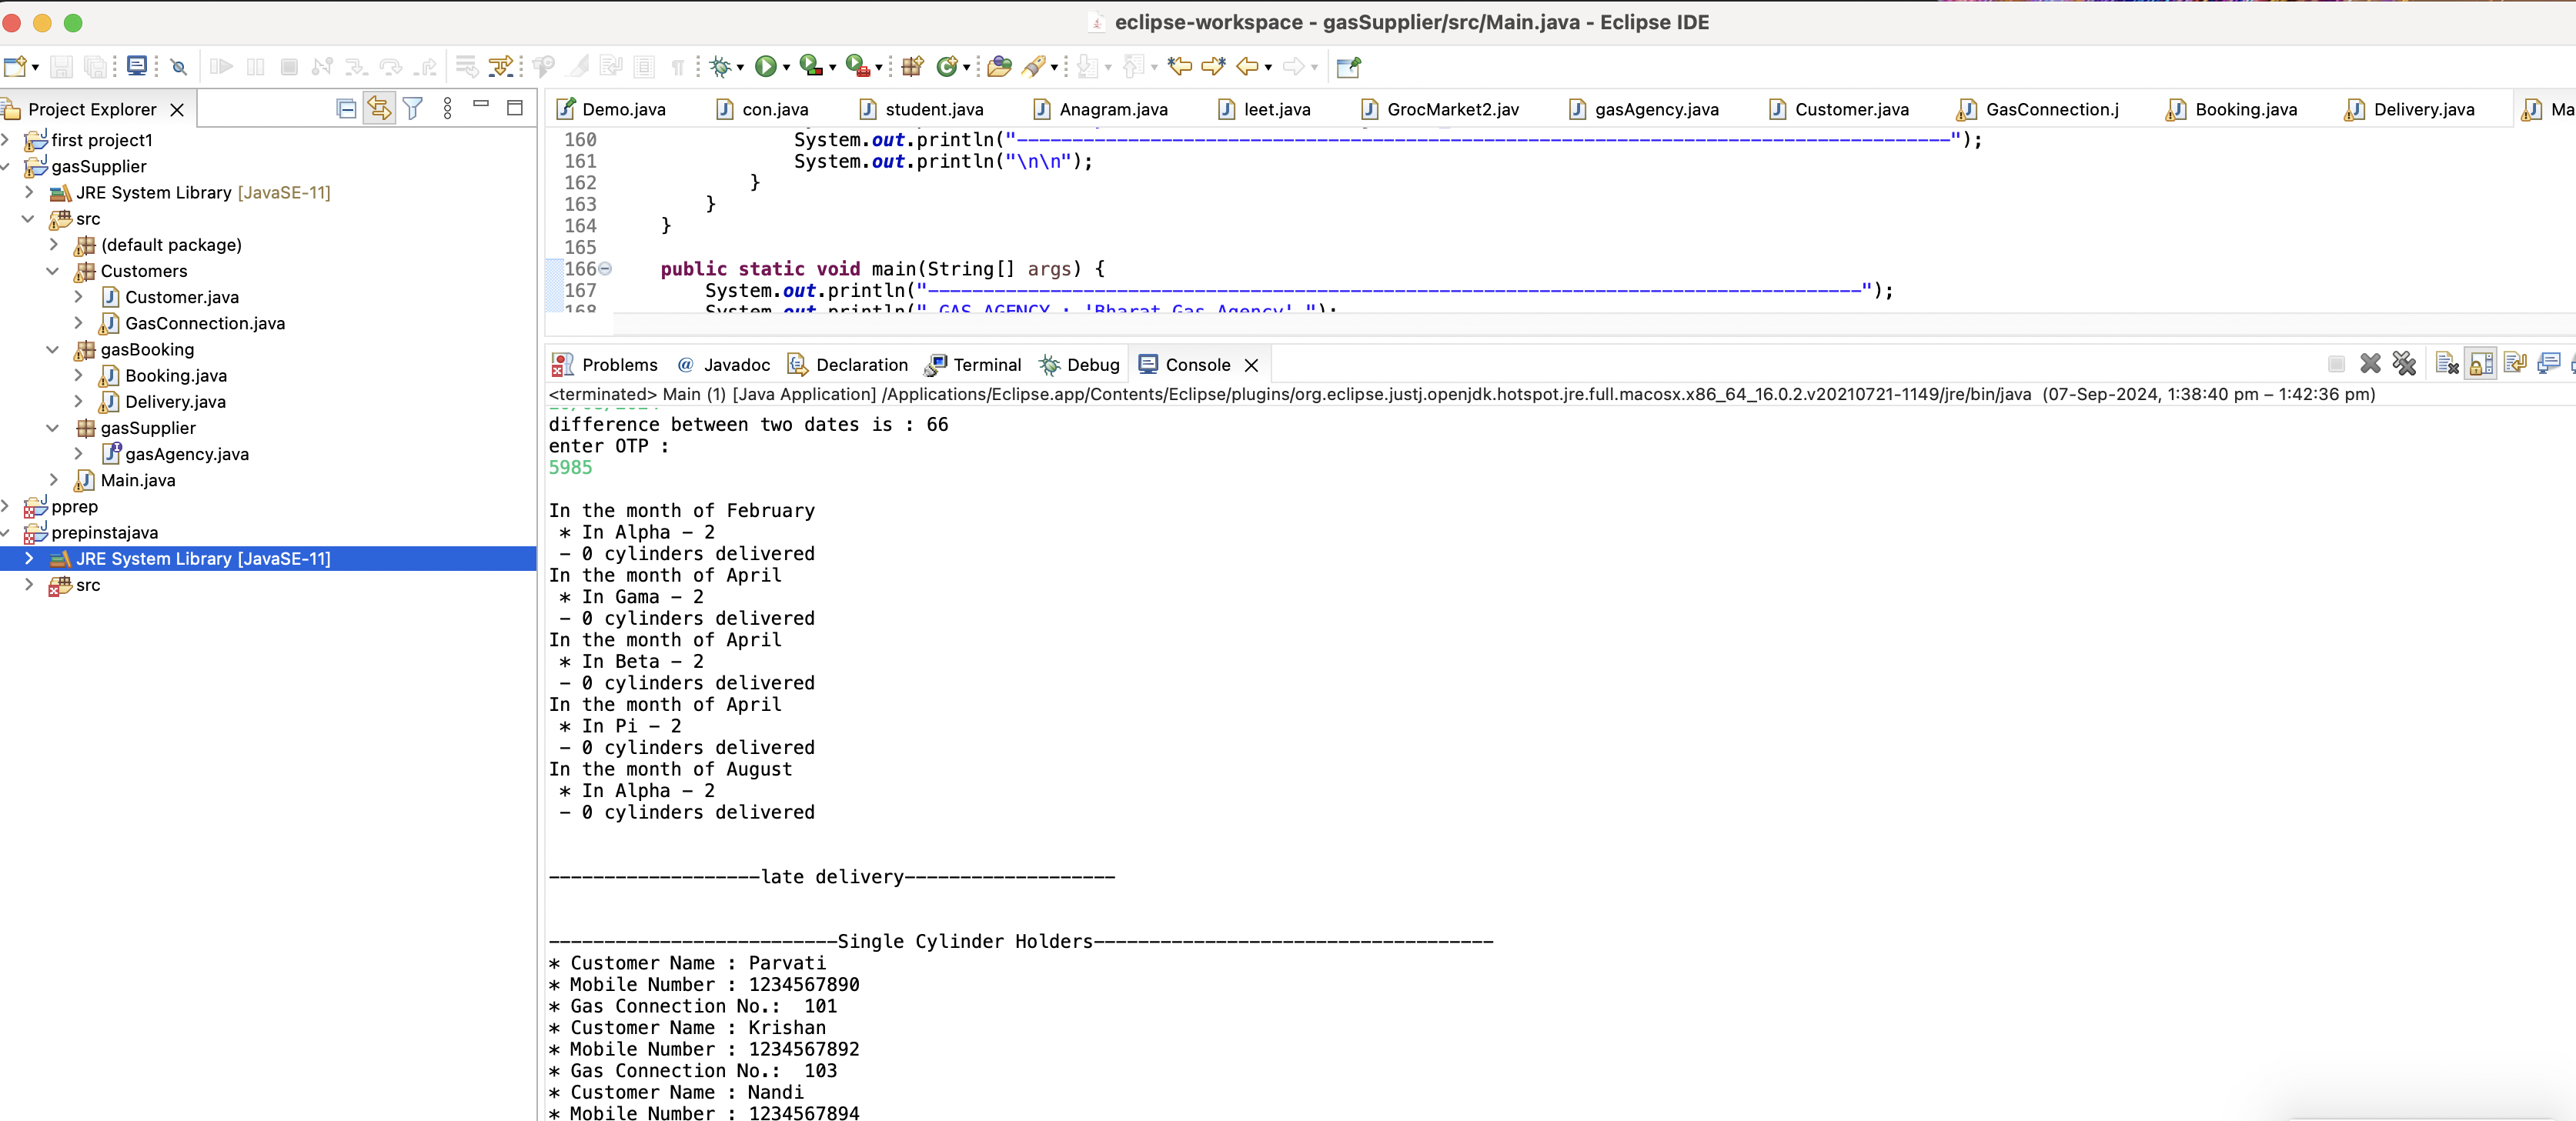 eclipse-workspace - gasSupplier/src/Main.java - Eclipse IDE
Project Explorer
first project1
gasSupplier
JRE System Library [JavaSE-11]
src
(default package)
Customers
Customer.java
GasConnection.java
gasBooking
Booking.java
Delivery.java
gasSupplier
gasAgency.java
Main.java
pprep
prepinstajava
JRE System Library [JavaSE-11]
src
Demo.java con.java student.java Anagram.java leet.java GrocMarket2.jav gasAgency.java Customer.java GasConnection.j Booking.java Delivery.java Ma
160 System.out.println("------------------------------------------------------------------------------------");
161 System.out.println("\n\n");
162 }
163 }
164 }
165
166 public static void main(String[] args) {
167 System.out.println("------------------------------------------------------------------------------------");
168 System.out.println(" GAS AGENCY : 'Bharat Gas Agency' ");
Problems Javadoc Declaration Terminal Debug Console
<terminated> Main (1) [Java Application] /Applications/Eclipse.app/Contents/Eclipse/plugins/org.eclipse.justj.openjdk.hotspot.jre.full.macosx.x86_64_16.0.2.v20210721-1149/jre/bin/java (07-Sep-2024, 1:38:40 pm – 1:42:36 pm)
difference between two dates is : 66
enter OTP :
5985
In the month of February
* In Alpha - 2
- 0 cylinders delivered
In the month of April
* In Gama - 2
- 0 cylinders delivered
In the month of April
* In Beta - 2
- 0 cylinders delivered
In the month of April
* In Pi - 2
- 0 cylinders delivered
In the month of August
* In Alpha - 2
- 0 cylinders delivered
-------------------late delivery-------------------
--------------------------Single Cylinder Holders------------------------------------
* Customer Name : Parvati
* Mobile Number : 1234567890
* Gas Connection No.: 101
* Customer Name : Krishan
* Mobile Number : 1234567892
* Gas Connection No.: 103
* Customer Name : Nandi
* Mobile Number : 1234567894